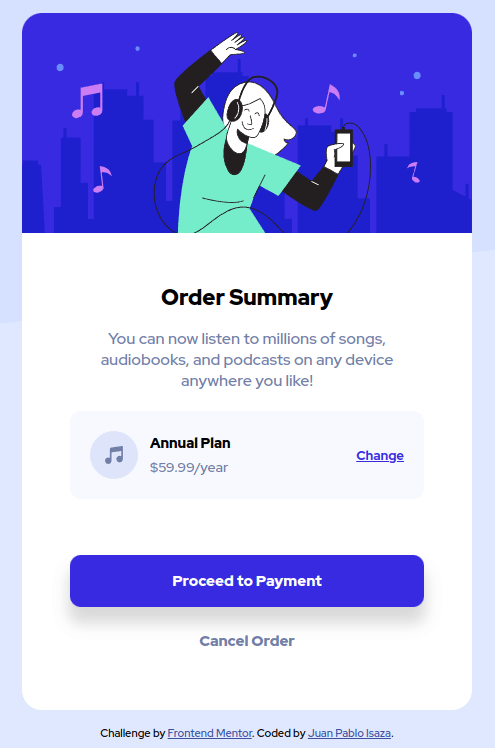 Order Summary
You can now listen to millions of songs,
audiobooks, and podcasts on any device
anywhere you like!
Annual Plan
$59.99/year
Change
Proceed to Payment
Cancel Order
Challenge by Frontend Mentor. Coded by Juan Pablo Isaza.